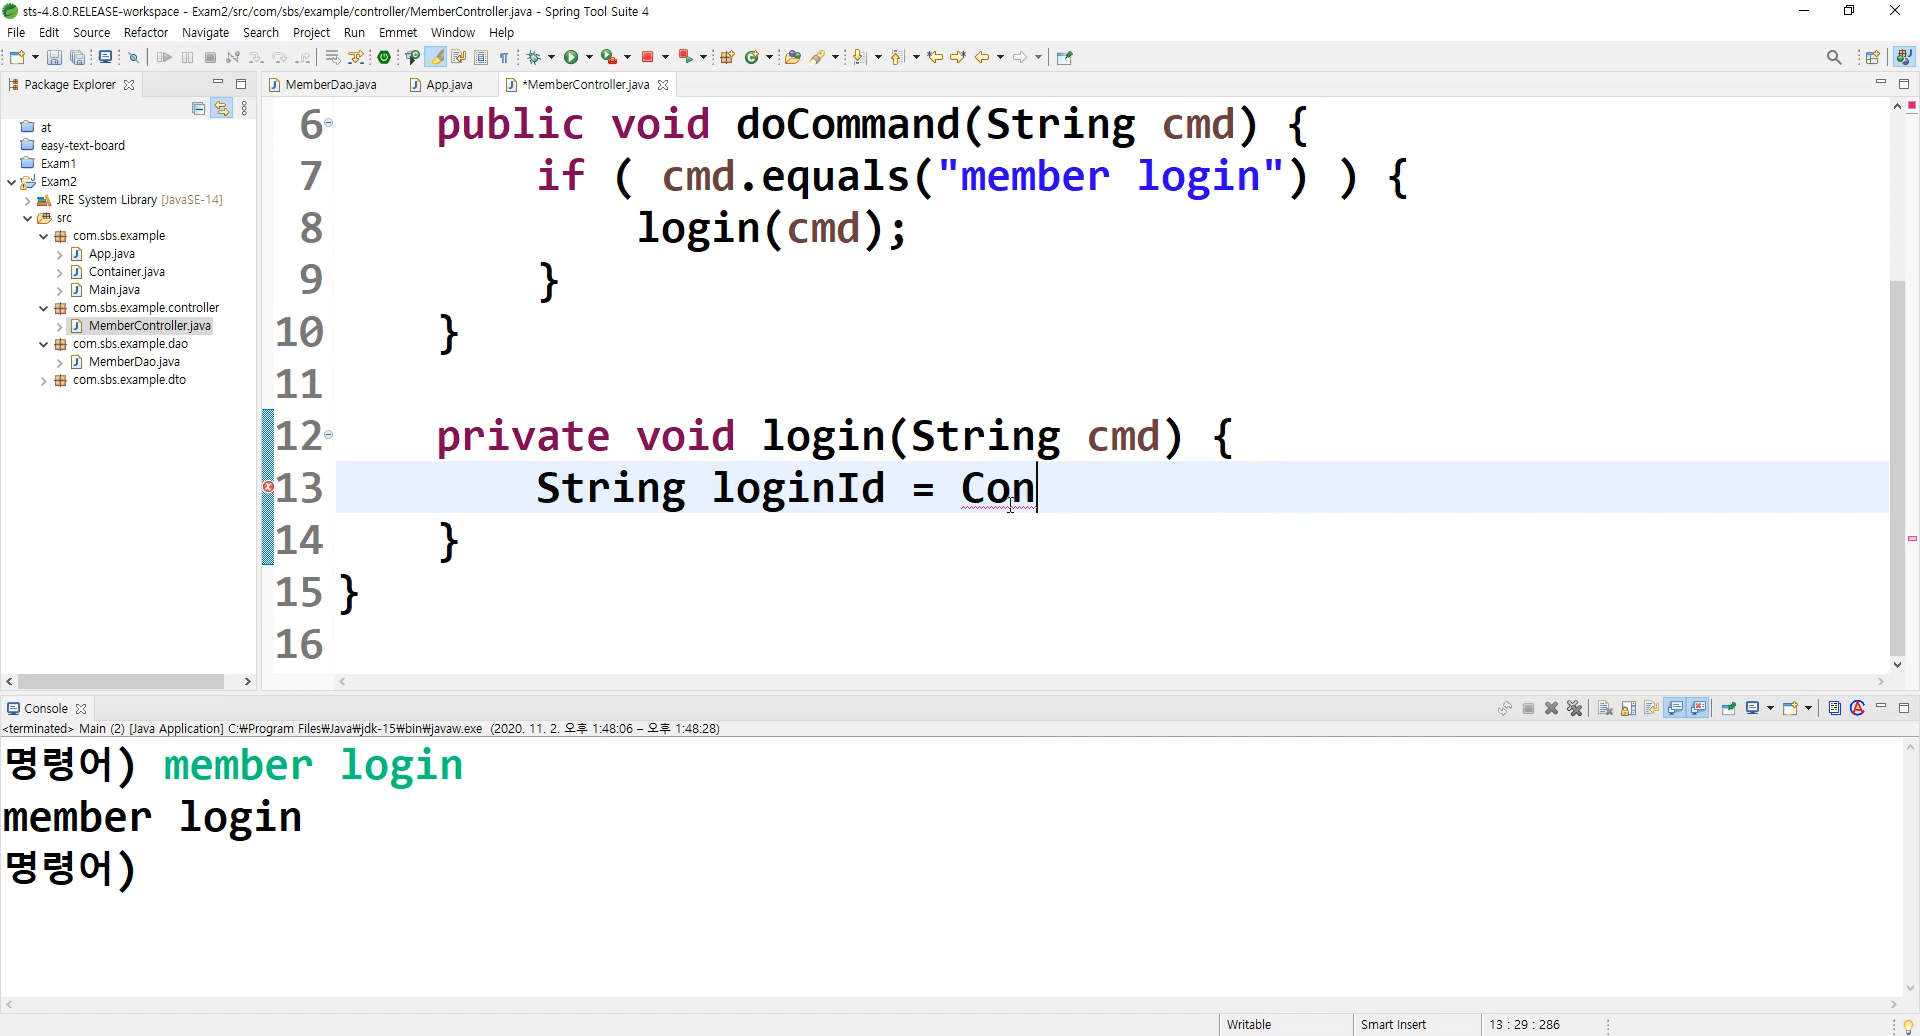 sts-4.8.0.RELEASE-workspace - Exam2/src/com/sbs/example/controller/MemberController.java - Spring Tool Suite 4
File Edit Source Refactor Navigate Search Project Run Emmet Window Help
Package Explorer
MemberDao.java App.java *MemberController.java
at
easy-text-board
Exam1
Exam2
JRE System Library [JavaSE-14]
src
com.sbs.example
App.java
Container.java
Main.java
com.sbs.example.controller
MemberController.java
com.sbs.example.dao
MemberDao.java
com.sbs.example.dto
6 public void doCommand(String cmd) {
7 if ( cmd.equals("member login") ) {
8 login(cmd);
9 }
10 }
11
12 private void login(String cmd) {
13 String loginId = Con
14 }
15 }
16
Console
<terminated> Main (2) [Java Application] C:₩Program Files₩Java₩jdk-15₩bin₩javaw.exe (2020. 11. 2. 오후 1:48:06 – 오후 1:48:28)
명령어) member login
member login
명령어)
Writable Smart Insert 13 : 29 : 286